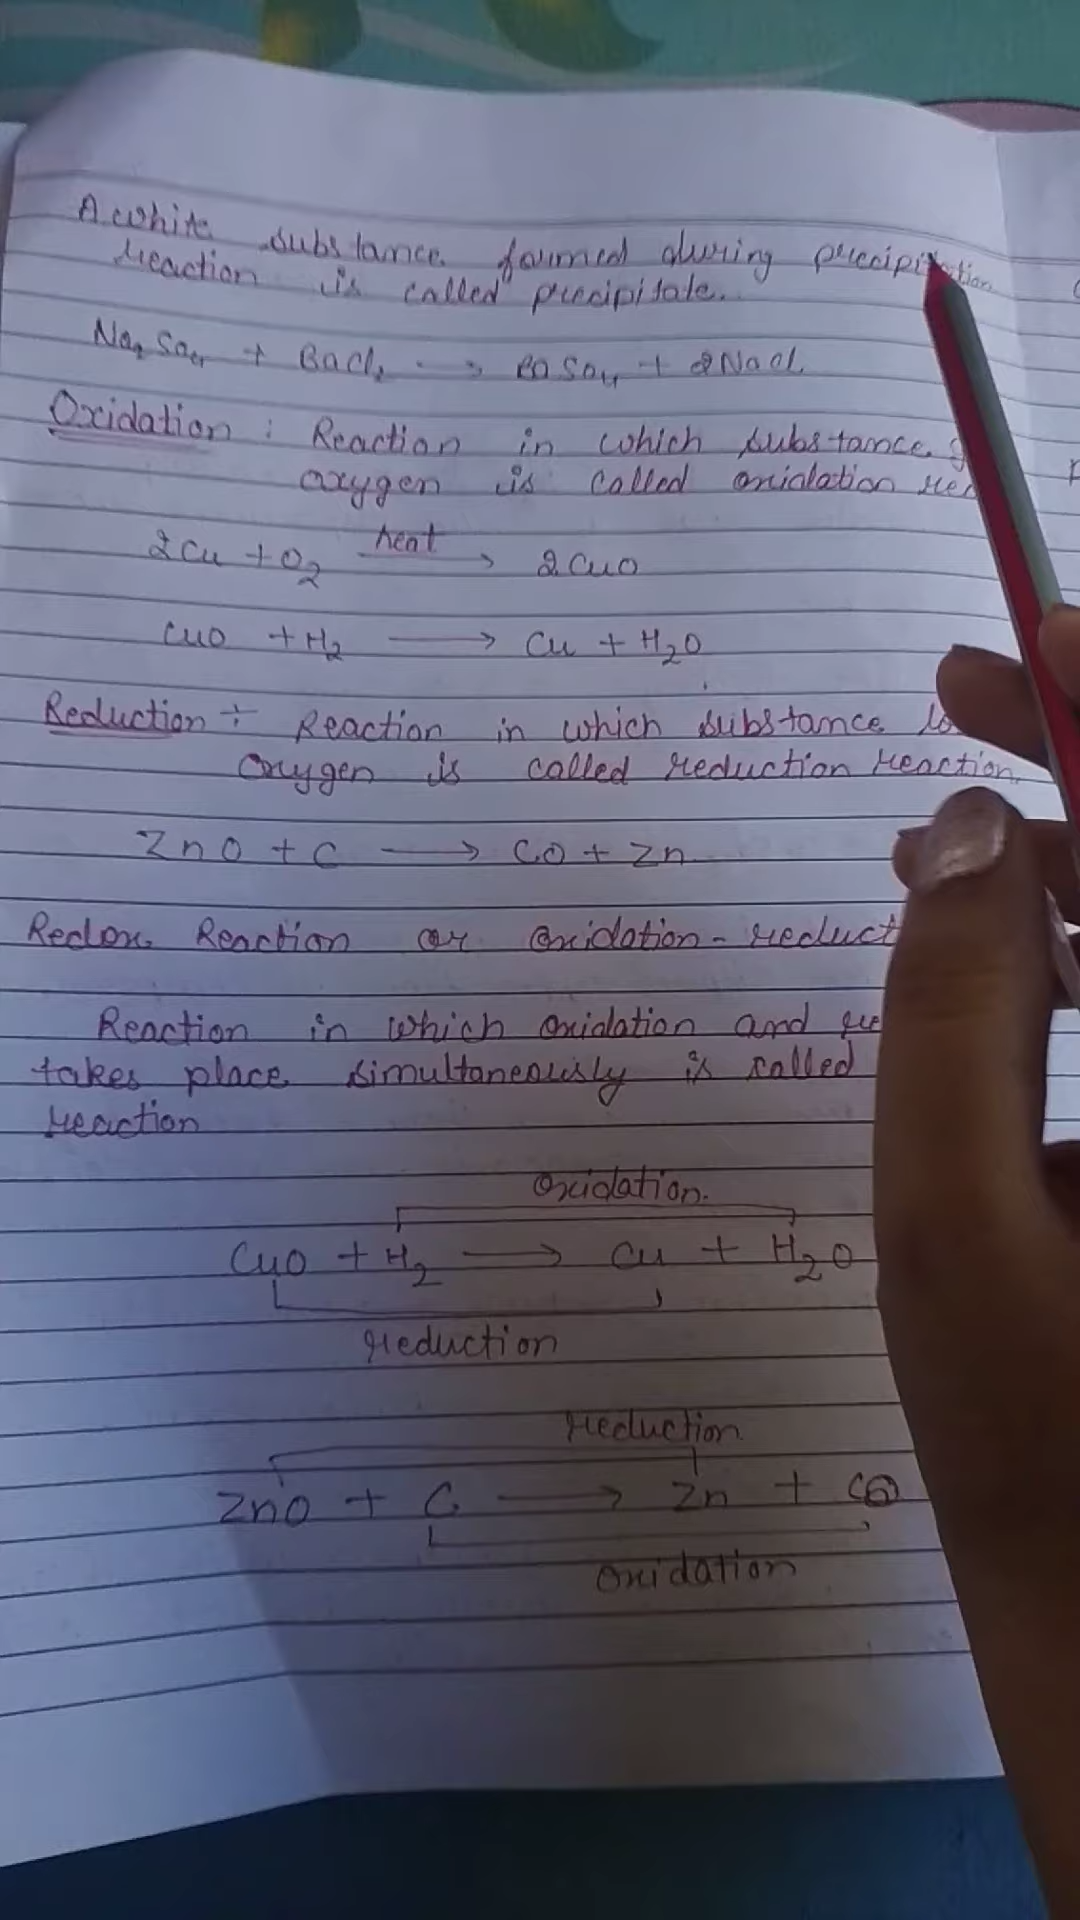 A white substance formed during precipitation
reaction is called precipitate.
Na₂So₄ + BaCl₂ → BaSo₄ + 2NaCl
Oxidation : Reaction in which substance
oxygen is called oxidation
2Cu + O₂ heat → 2CuO
CuO + H₂ → Cu + H₂O
Reduction ÷ Reaction in which substance
oxygen is called reduction reaction
ZnO + C → CO + Zn
Redox Reaction or oxidation-
Reaction in which oxidation and
takes place simultaneously is called
reaction
oxidation.
CuO + H₂ → Cu + H₂O
reduction
reduction
ZnO + C → Zn + CO
oxidation